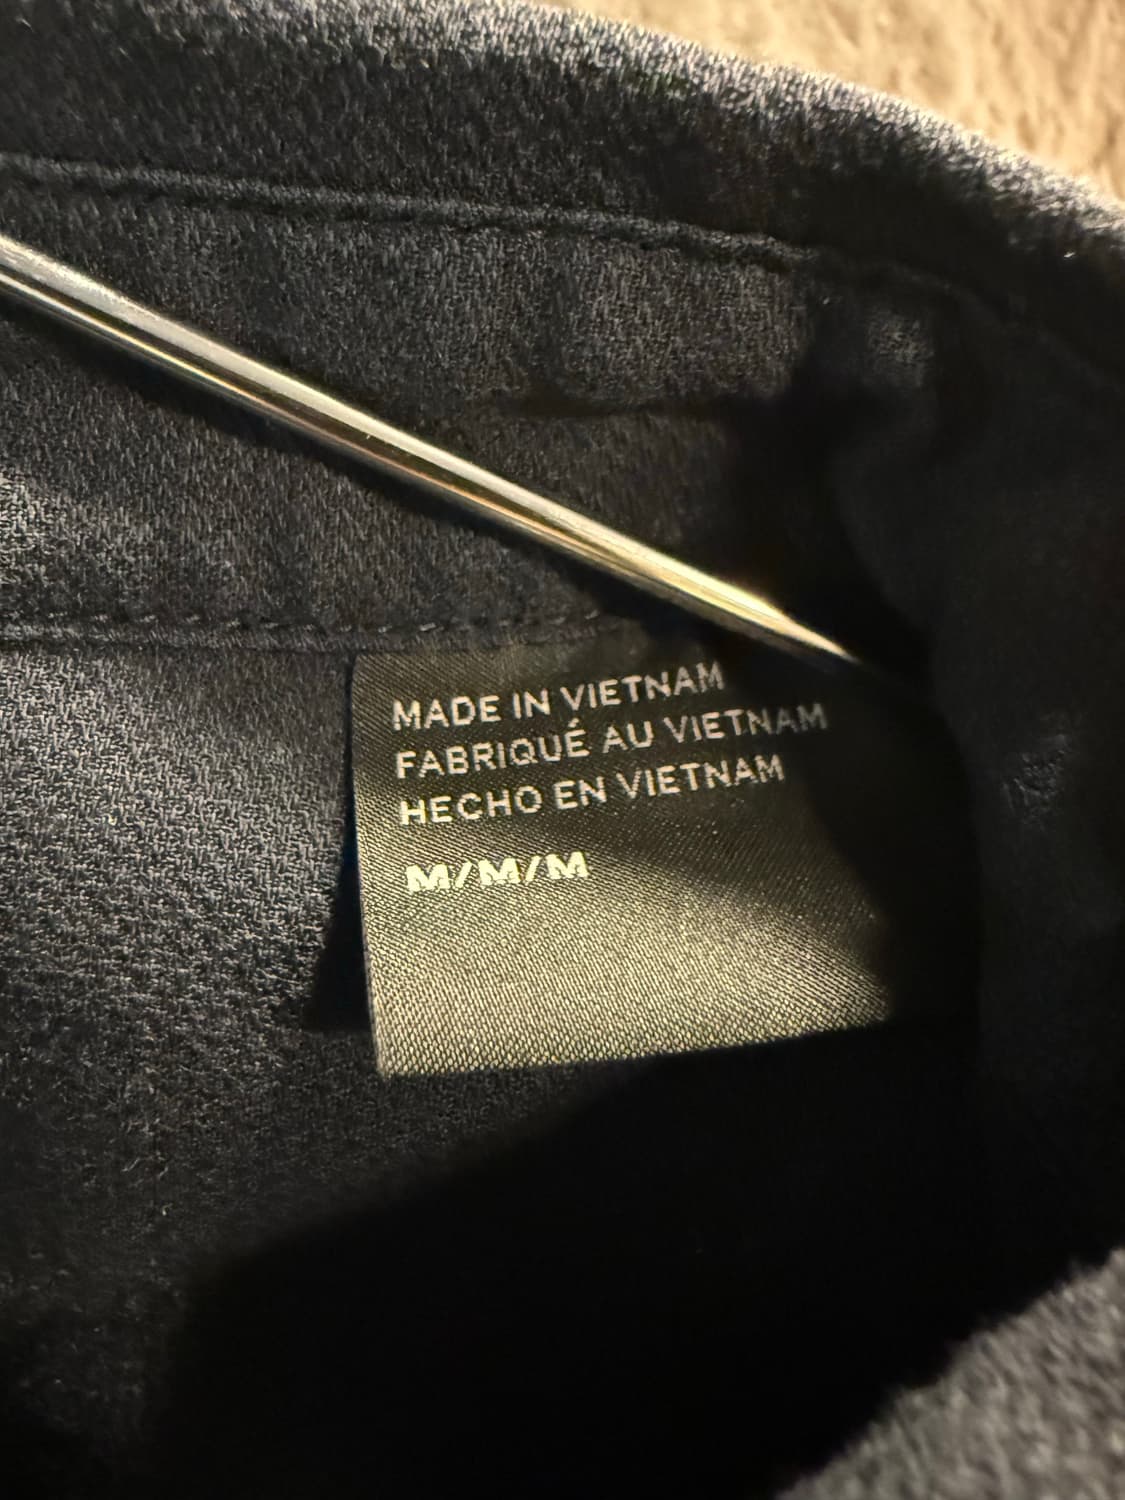 MADE IN VIETNAM
FABRIQUÉ AU VIETNAM
HECHO EN VIETNAM
M/M/M